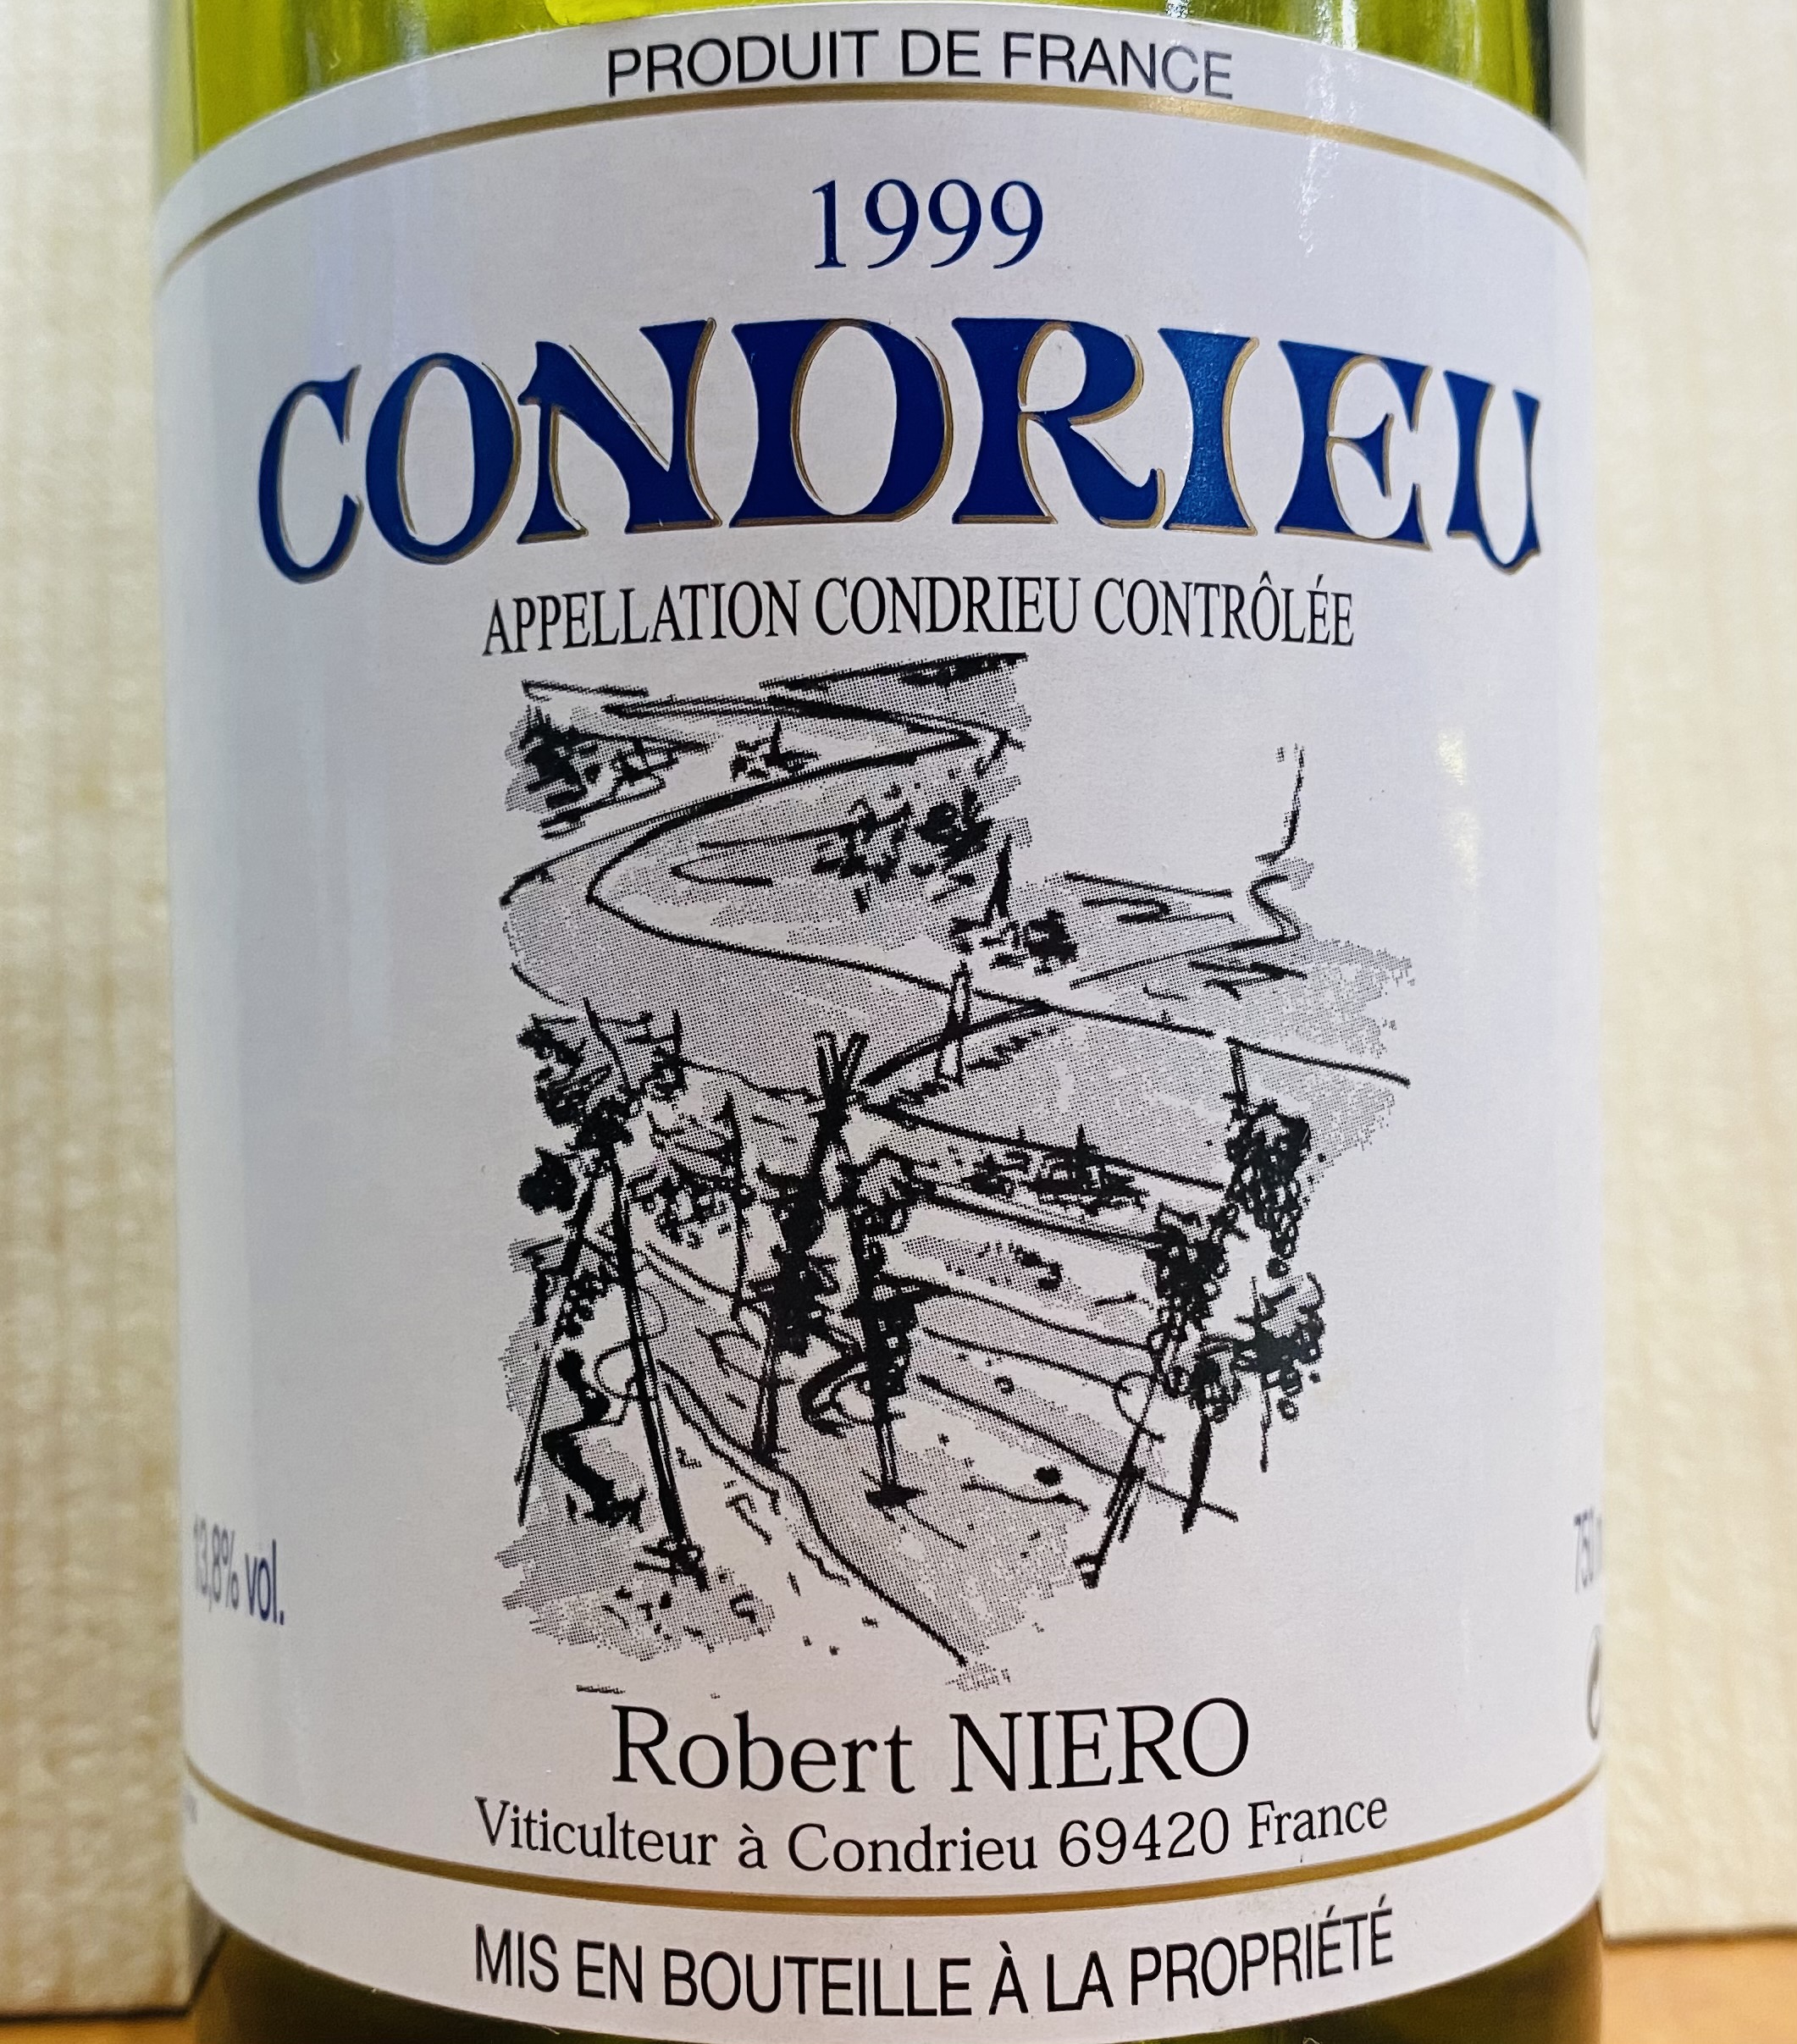 PRODUIT DE FRANCE
1999
CONDRIEU
APPELLATION CONDRIEU CONTRÔLÉE
13,8% vol.
Robert NIERO
Viticulteur à Condrieu 69420 France
MIS EN BOUTEILLE À LA PROPRIÉTÉ